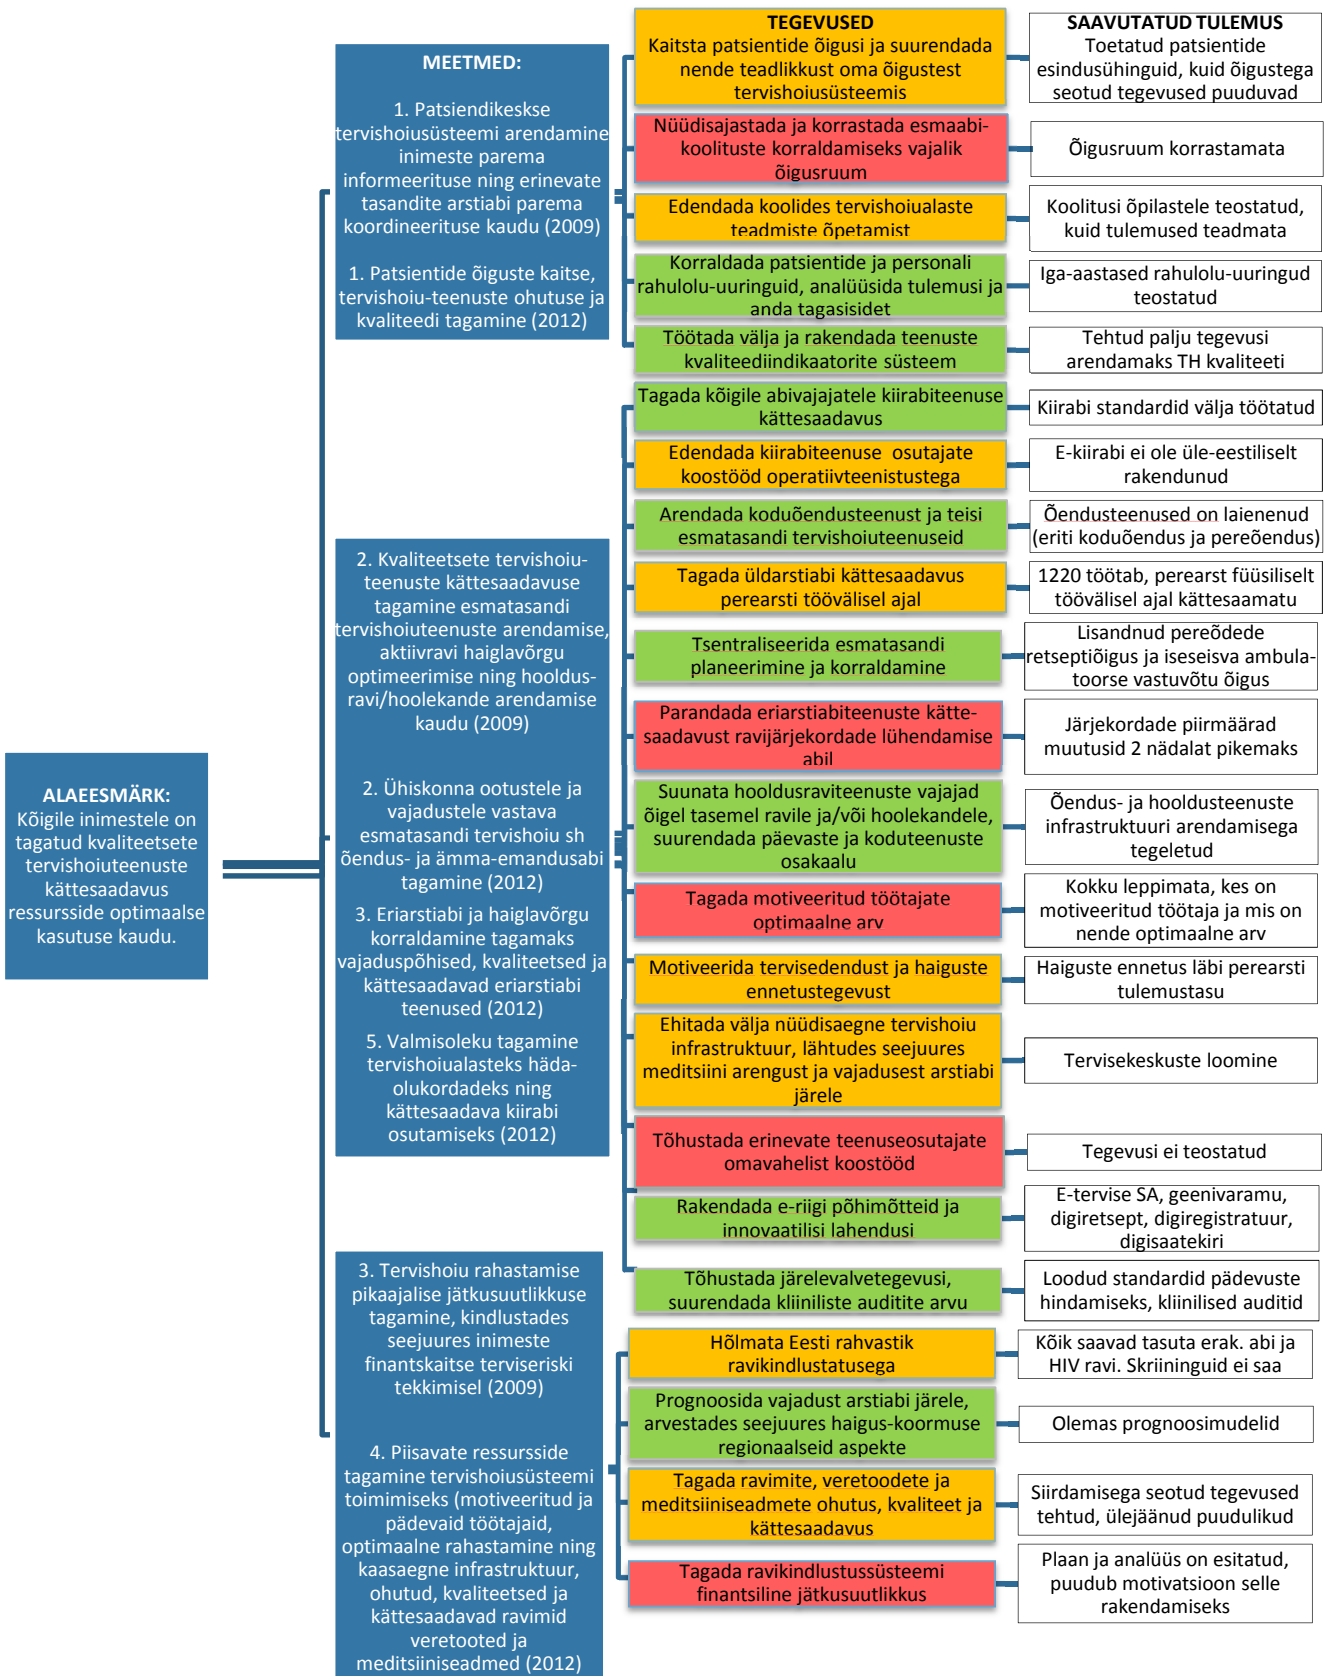 ALAEESMÄRK:
Kõigile inimestele on
tagatud kvaliteetsete
tervishoiuteenuste
kättesaadavus
ressursside optimaalse
kasutuse kaudu.
MEETMED:
1. Patsiendikeskse
tervishoiusüsteemi arendamine
inimeste parema
informeerituse ning erinevate
tasandite arstiabi parema
koordineerituse kaudu (2009)
1. Patsientide õiguste kaitse,
tervishoiu-teenuste ohutuse ja
kvaliteedi tagamine (2012)
TEGEVUSED
Kaitsta patsientide õigusi ja suurendada
nende teadlikkust oma õigustest
tervishoiusüsteemis
SAAVUTATUD TULEMUS
Toetatud patsientide
esindusühinguid, kuid õigustega
seotud tegevused puuduvad
Nüüdisajastada ja korrastada esmaabi-
koolituste korraldamiseks vajalik
õigusruum
Õigusruum korrastamata
Edendada koolides tervishoiualaste
teadmiste õpetamist
Koolitusi õpilastele teostatud,
kuid tulemused teadmata
Korraldada patsientide ja personali
rahulolu-uuringuid, analüüsida tulemusi ja
anda tagasisidet
Iga-aastased rahulolu-uuringud
teostatud
Töötada välja ja rakendada teenuste
kvaliteediindikaatorite süsteem
Tehtud palju tegevusi
arendamaks TH kvaliteeti
2. Kvaliteetsete tervishoiu-
teenuste kättesaadavuse
tagamine esmatasandi
tervishoiuteenuste arendamise,
aktiivravi haiglavõrgu
optimeerimise ning hooldus-
ravi/hoolekande arendamise
kaudu (2009)
2. Ühiskonna ootustele ja
vajadustele vastava
esmatasandi tervishoiu sh
õendus- ja ämma-emandusabi
tagamine (2012)
3. Eriarstiabi ja haiglavõrgu
korraldamine tagamaks
vajaduspõhised, kvaliteetsed ja
kättesaadavad eriarstiabi
teenused (2012)
5. Valmisoleku tagamine
tervishoiualasteks häda-
olukordadeks ning
kättesaadava kiirabi
osutamiseks (2012)
Tagada kõigile abivajajatele kiirabiteenuse
kättesaadavus
Kiirabi standardid välja töötatud
Edendada kiirabiteenuse  osutajate
koostööd operatiivteenistustega
E-kiirabi ei ole üle-eestiliselt
rakendunud
Arendada koduõendusteenust ja teisi
esmatasandi tervishoiuteenuseid
Õendusteenused on laienenud
(eriti koduõendus ja pereõendus)
Tagada üldarstiabi kättesaadavus
perearsti töövälisel ajal
1220 töötab, perearst füüsiliselt
töövälisel ajal kättesaamatu
Tsentraliseerida esmatasandi
planeerimine ja korraldamine
Lisandnud pereõdede
retseptiõigus ja iseseisva ambula-
toorse vastuvõtu õigus
Parandada eriarstiabiteenuste kätte-
saadavust ravijärjekordade lühendamise
abil
Järjekordade piirmäärad
muutusid 2 nädalat pikemaks
Suunata hooldusraviteenuste vajajad
õigel tasemel ravile ja/või hoolekandele,
suurendada päevaste ja koduteenuste
osakaalu
Õendus- ja hooldusteenuste
infrastruktuuri arendamisega
tegeletud
Tagada motiveeritud töötajate
optimaalne arv
Kokku leppimata, kes on
motiveeritud töötaja ja mis on
nende optimaalne arv
Motiveerida tervisedendust ja haiguste
ennetustegevust
Haiguste ennetus läbi perearsti
tulemustasu
Ehitada välja nüüdisaegne tervishoiu
infrastruktuur, lähtudes seejuures
meditsiini arengust ja vajadusest arstiabi
järele
Tervisekeskuste loomine
Tõhustada erinevate teenuseosutajate
omavahelist koostööd
Tegevusi ei teostatud
Rakendada e-riigi põhimõtteid ja
innovaatilisi lahendusi
E-tervise SA, geenivaramu,
digiretsept, digiregistratuur,
digisaatekiri
Tõhustada järelevalvetegevusi,
suurendada kliiniliste auditite arvu
Loodud standardid pädevuste
hindamiseks, kliinilised auditid
3. Tervishoiu rahastamise
pikaajalise jätkusuutlikkuse
tagamine, kindlustades
seejuures inimeste
finantskaitse terviseriski
tekkimisel (2009)
4. Piisavate ressursside
tagamine tervishoiusüsteemi
toimimiseks (motiveeritud ja
pädevaid töötajaid,
optimaalne rahastamine ning
kaasaegne infrastruktuur,
ohutud, kvaliteetsed ja
kättesaadavad ravimid
veretooted ja
meditsiiniseadmed (2012)
Hõlmata Eesti rahvastik
ravikindlustatusega
Kõik saavad tasuta erak. abi ja
HIV ravi. Skriininguid ei saa
Prognoosida vajadust arstiabi järele,
arvestades seejuures haigus-koormuse
regionaalseid aspekte
Olemas prognoosimudelid
Tagada ravimite, veretoodete ja
meditsiiniseadmete ohutus, kvaliteet ja
kättesaadavus
Siirdamisega seotud tegevused
tehtud, ülejäänud puudulikud
Tagada ravikindlustussüsteemi
finantsiline jätkusuutlikkus
Plaan ja analüüs on esitatud,
puudub motivatsioon selle
rakendamiseks